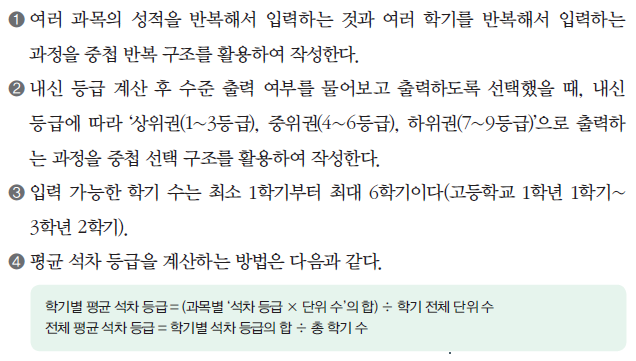 ❶ 여러 과목의 성적을 반복해서 입력하는 것과 여러 학기를 반복해서 입력하는
과정을 중첩 반복 구조를 활용하여 작성한다.
❷ 내신 등급 계산 후 수준 출력 여부를 물어보고 출력하도록 선택했을 때, 내신
등급에 따라 ‘상위권(1~3등급), 중위권(4~6등급), 하위권(7~9등급)’으로 출력하
는 과정을 중첩 선택 구조를 활용하여 작성한다.
❸ 입력 가능한 학기 수는 최소 1학기부터 최대 6학기이다(고등학교 1학년 1학기~
3학년 2학기).
❹ 평균 석차 등급을 계산하는 방법은 다음과 같다.
학기별 평균 석차 등급 = (과목별 ‘석차 등급 × 단위 수’의 합) ÷ 학기 전체 단위 수
전체 평균 석차 등급 = 학기별 석차 등급의 합 ÷ 총 학기 수